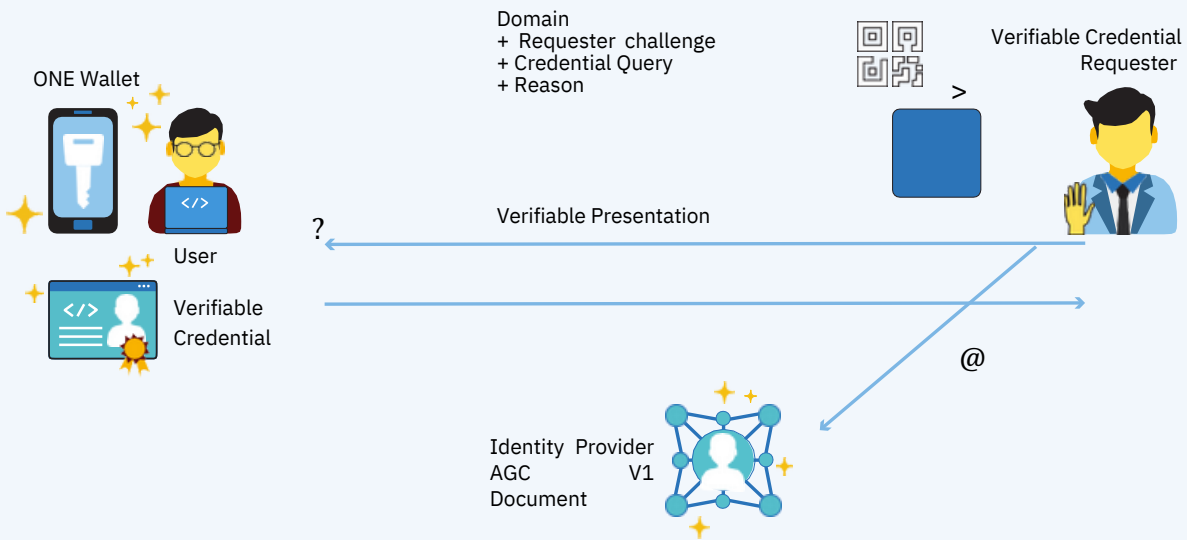 Domain
+ Requester challenge
+ Credential Query
+ Reason
Verifiable Credential
Requester
ONE Wallet
>
</>
Verifiable Presentation
?
User
</>
Verifiable
Credential
@
Identity Provider
AGC V1
Document